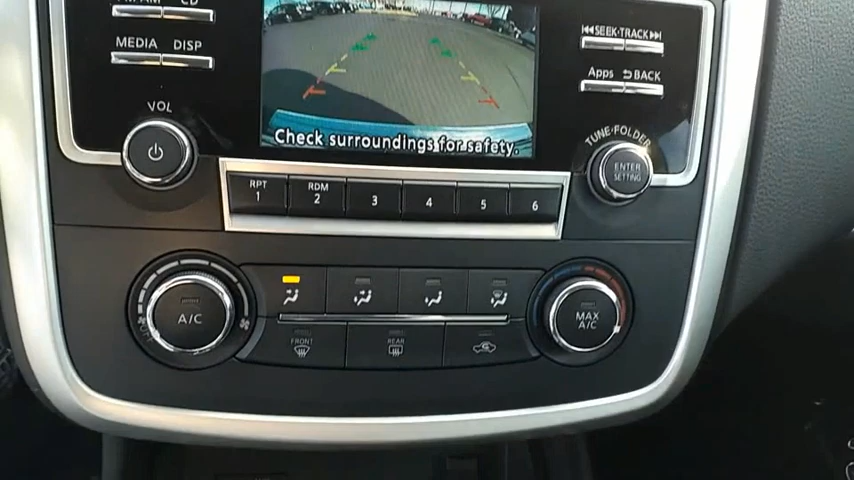 CD
MEDIA DISP
VOL
SEEK·TRACK
Apps BACK
TUNE·FOLDER
ENTER
SETTING
Check surroundings for safety.
RPT
1
RDM
2
3
4
5
6
A/C
MAX
A/C
FRONT
REAR